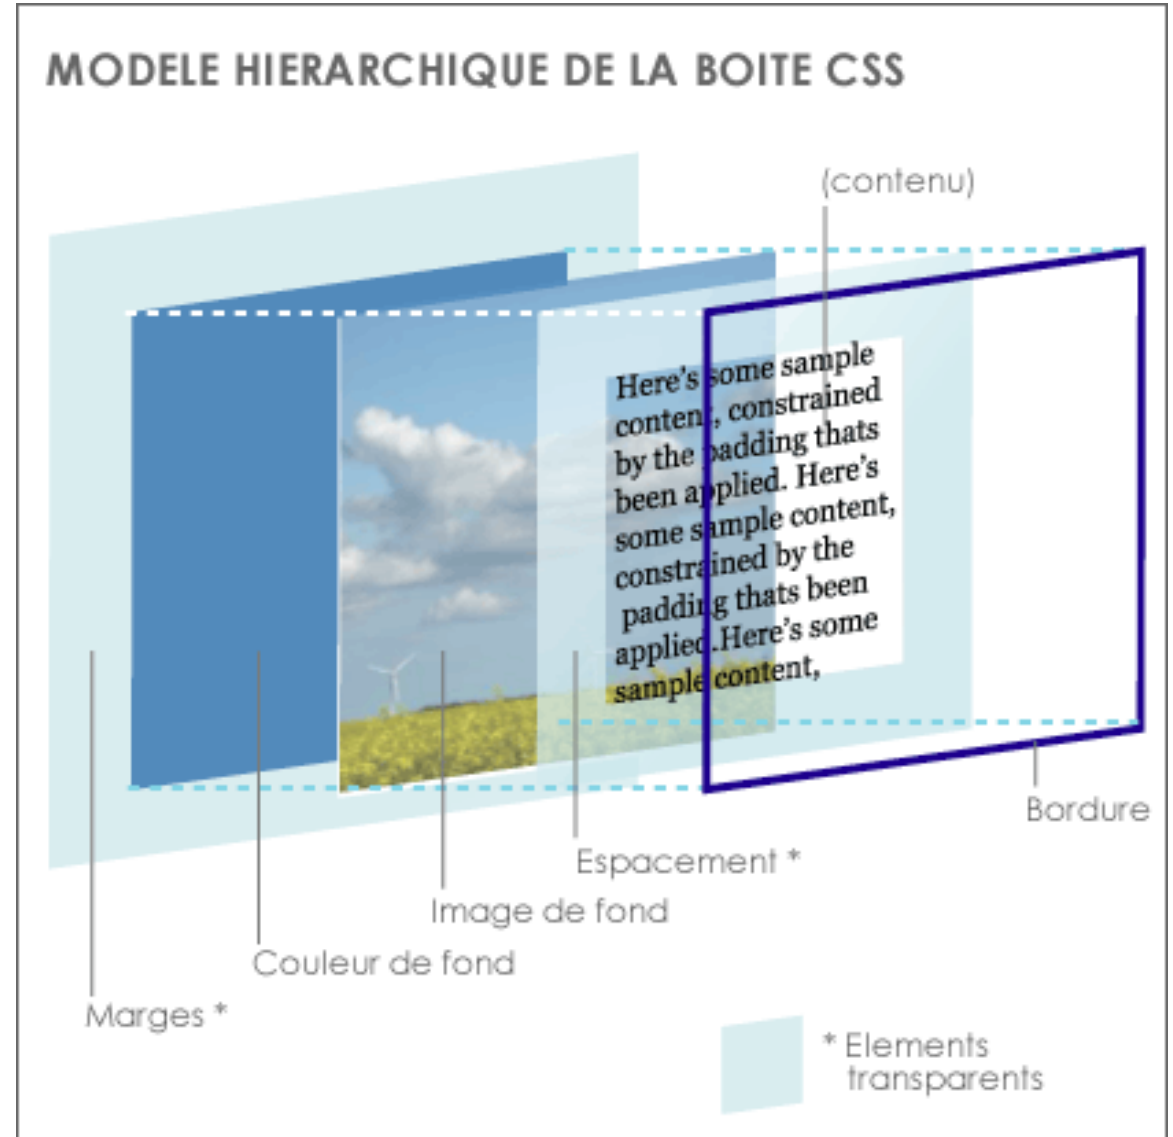 MODELE HIERARCHIQUE DE LA BOITE CSS
(contenu)
Here's some sample
content, constrained
by the padding thats
been applied. Here's
some sample content,
constrained by the
padding thats been
applied.Here's some
sample content,
Bordure
Espacement *
Image de fond
Couleur de fond
Marges *
* Elements
transparents